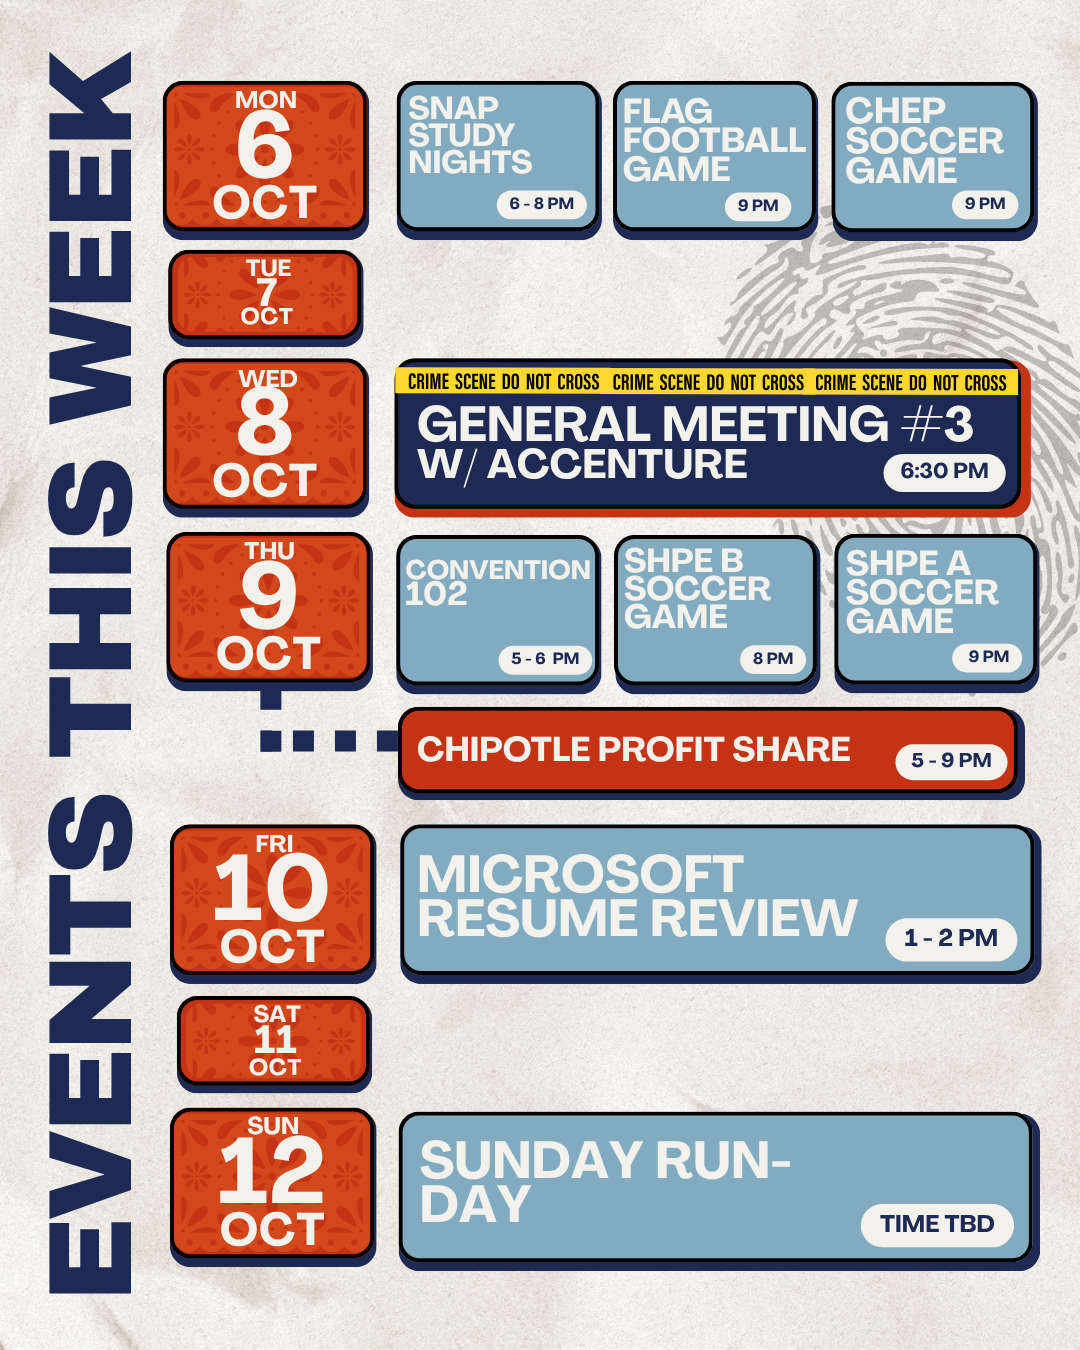 EVENTS THIS WEEK
MON
6
OCT
SNAP
STUDY
NIGHTS
6 - 8 PM
FLAG
FOOTBALL
GAME
9 PM
CHEP
SOCCER
GAME
9 PM
TUE
7
OCT
WED
8
OCT
CRIME SCENE DO NOT CROSS CRIME SCENE DO NOT CROSS CRIME SCENE DO NOT CROSS
GENERAL MEETING #3
W/ ACCENTURE
6:30 PM
THU
9
OCT
CONVENTION
102
5 - 6 PM
SHPE B
SOCCER
GAME
8 PM
SHPE A
SOCCER
GAME
9 PM
CHIPOTLE PROFIT SHARE
5 - 9 PM
FRI
10
OCT
MICROSOFT
RESUME REVIEW
1 - 2 PM
SAT
11
OCT
SUN
12
OCT
SUNDAY RUN-
DAY
TIME TBD